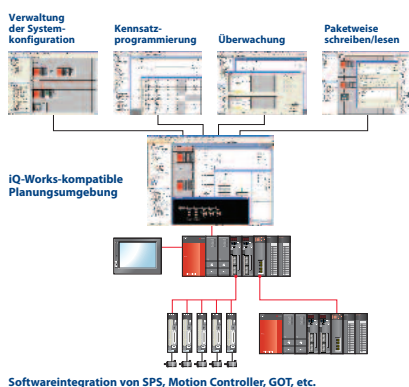 Verwaltung
der System-
konfiguration
Kennsatz-
programmierung
Überwachung
Paketweise
schreiben/lesen
iQ-Works-kompatible
Planungsumgebung
Softwareintegration von SPS, Motion Controller, GOT, etc.